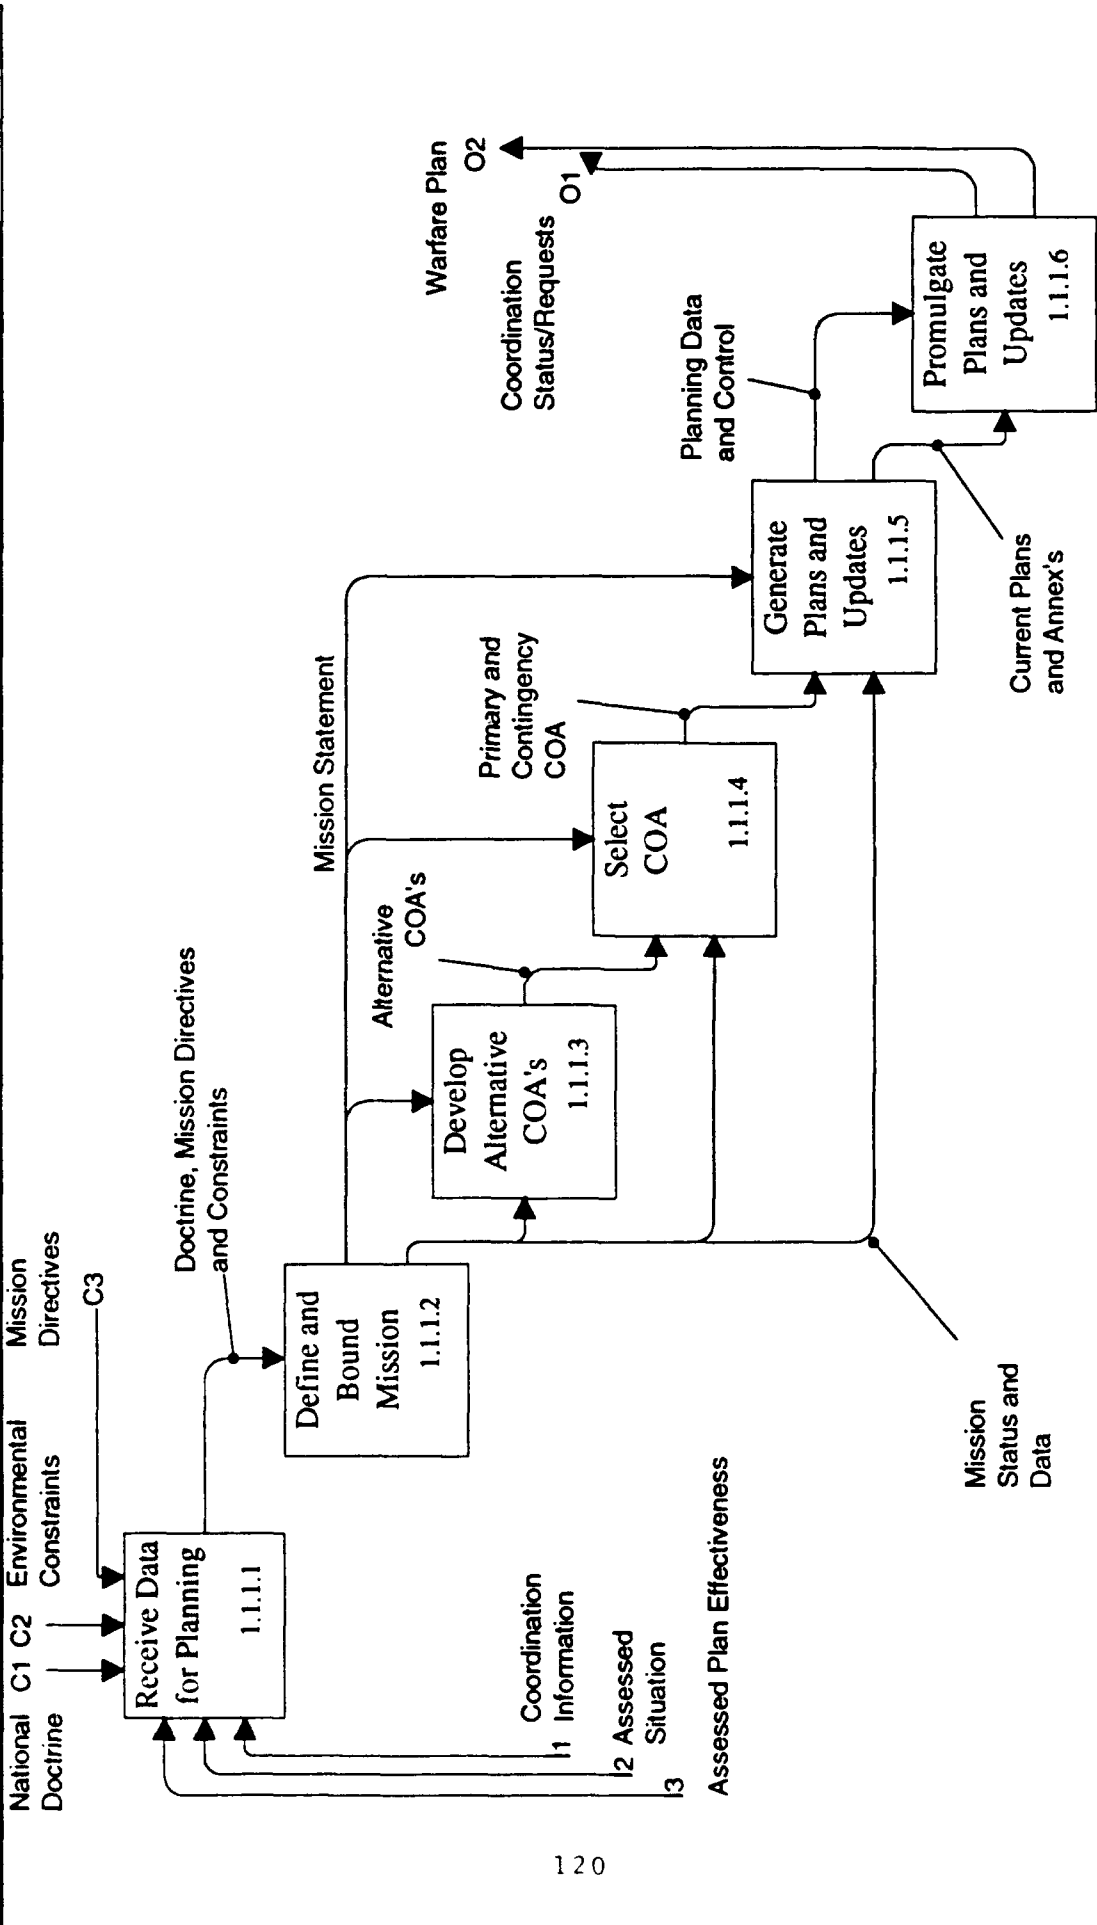 National
Doctrine
C1
C2
Environmental
Constraints
Mission
Directives
C3
Receive Data
for Planning
1.1.1.1
Doctrine, Mission Directives
and Constraints
Define and
Bound
Mission
1.1.1.2
Mission Statement
Develop
Alternative
COA's
1.1.1.3
Alternative
COA's
Select
COA
1.1.1.4
Primary and
Contingency
COA
Generate
Plans and
Updates
1.1.1.5
Planning Data
and Control
Promulgate
Plans and
Updates
1.1.1.6
Current Plans
and Annex's
Warfare Plan
O2
Coordination
Status/Requests
O1
Coordination
I1 Information
I2 Assessed
Situation
I3
Assessed Plan Effectiveness
Mission
Status and
Data
120